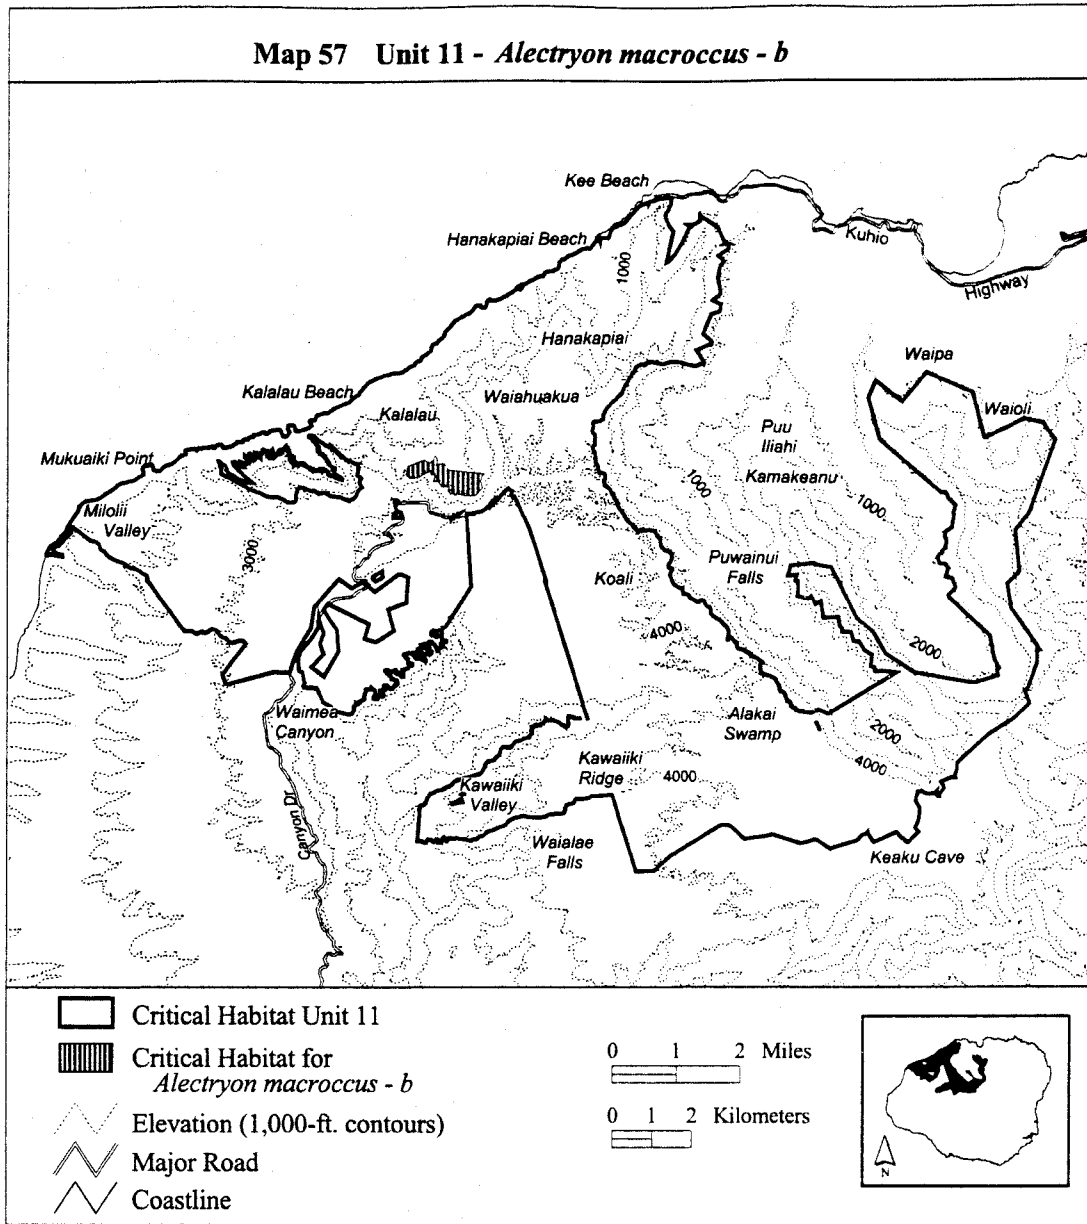 Map 57 Unit 11 - Alectryon macroccus - b
Kee Beach
Hanakapiai Beach
Kuhio
Highway
1000
Hanakapiai
Waipa
Kalalau Beach
Kalalau
Waiahuakua
Waioli
Puu
Iliahi
Mukuaiki Point
Kamakeanu
1000
1000
Milolii
Valley
3000
Puwainui
Falls
Koali
4000
2000
Waimea
Canyon
Alakai
Swamp
2000
4000
Kawaiiki
Ridge
4000
Kawaiiki
Valley
Canyon Dr
Waialae
Falls
Keaku Cave
Critical Habitat Unit 11
Critical Habitat for
Alectryon macroccus - b
Elevation (1,000-ft. contours)
Major Road
Coastline
0 1 2 Miles
0 1 2 Kilometers
N